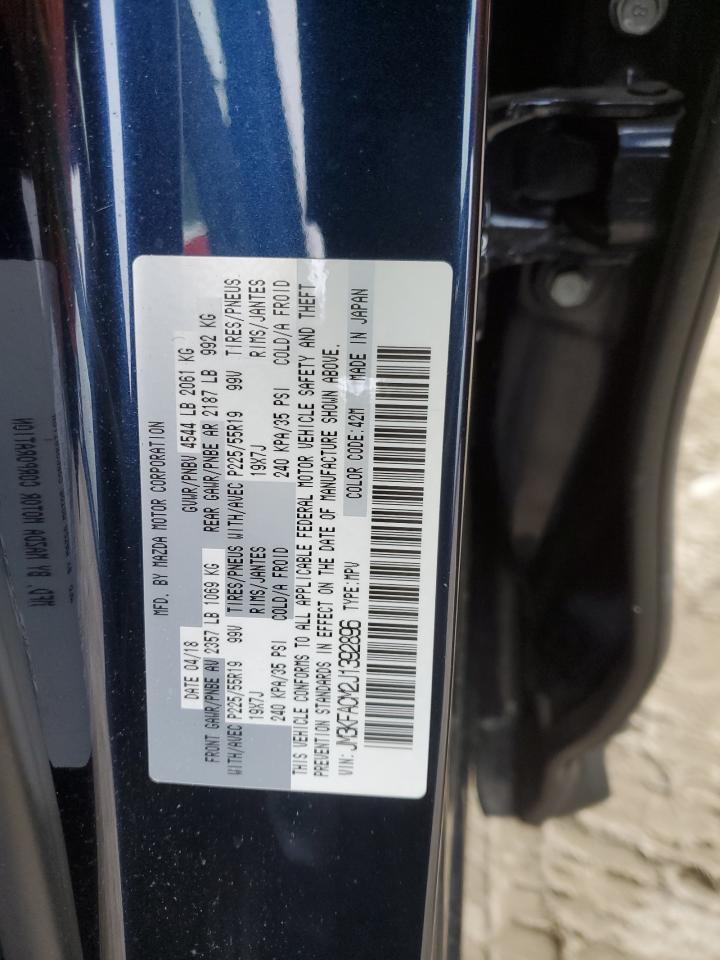 MFD. BY MAZDA MOTOR CORPORATION
DATE 04/18 GVWR/PNBV 4544 LB 2061 KG
FRONT GAWR/PNBE AV 2357 LB 1069 KG REAR GAWR/PNBE AR 2187 LB 992 KG
WITH/AVEC P225/55R19 99V TIRES/PNEUS WITH/AVEC P225/55R19 99V TIRES/PNEUS
19X7J RIMS/JANTES 19X7J RIMS/JANTES
240 KPA/35 PSI COLD/A FROID 240 KPA/35 PSI COLD/A FROID
THIS VEHICLE CONFORMS TO ALL APPLICABLE FEDERAL MOTOR VEHICLE SAFETY AND THEFT
PREVENTION STANDARDS IN EFFECT ON THE DATE OF MANUFACTURE SHOWN ABOVE.
VIN: JM3KFACM2J1392896 TYPE:MPV COLOR CODE:42M MADE IN JAPAN
8